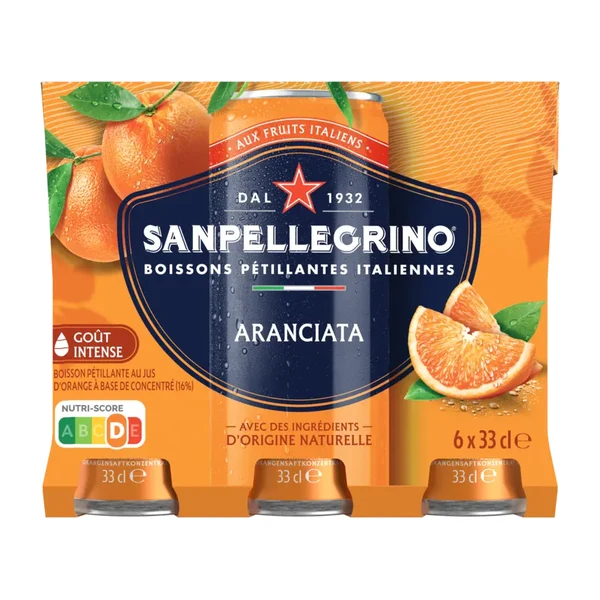 AUX FRUITS ITALIENS
DAL 1932
SANPELLEGRINO®
BOISSONS PÉTILLANTES ITALIENNES
ARANCIATA
GOÛT
INTENSE
BOISSON PÉTILLANTE AU JUS
D'ORANGE À BASE DE CONCENTRÉ (16%)
NUTRI-SCORE
A B C D E
AVEC DES INGRÉDIENTS
D'ORIGINE NATURELLE
6 x 33 cl e
33 cl e
33 cl e
33 cl e